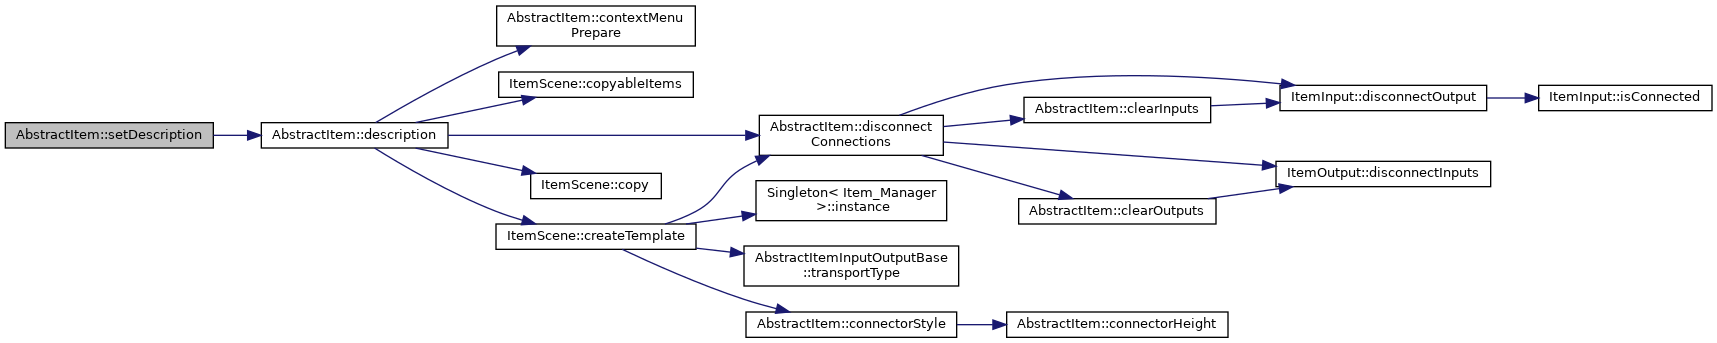 AbstractItem::setDescription
AbstractItem::description
AbstractItem::contextMenu
Prepare
ItemScene::copyableItems
ItemScene::copy
ItemScene::createTemplate
AbstractItem::disconnect
Connections
Singleton< Item_Manager
>::instance
AbstractItemInputOutputBase
::transportType
AbstractItem::connectorStyle
AbstractItem::clearInputs
AbstractItem::clearOutputs
AbstractItem::connectorHeight
ItemInput::disconnectOutput
ItemOutput::disconnectInputs
ItemInput::isConnected